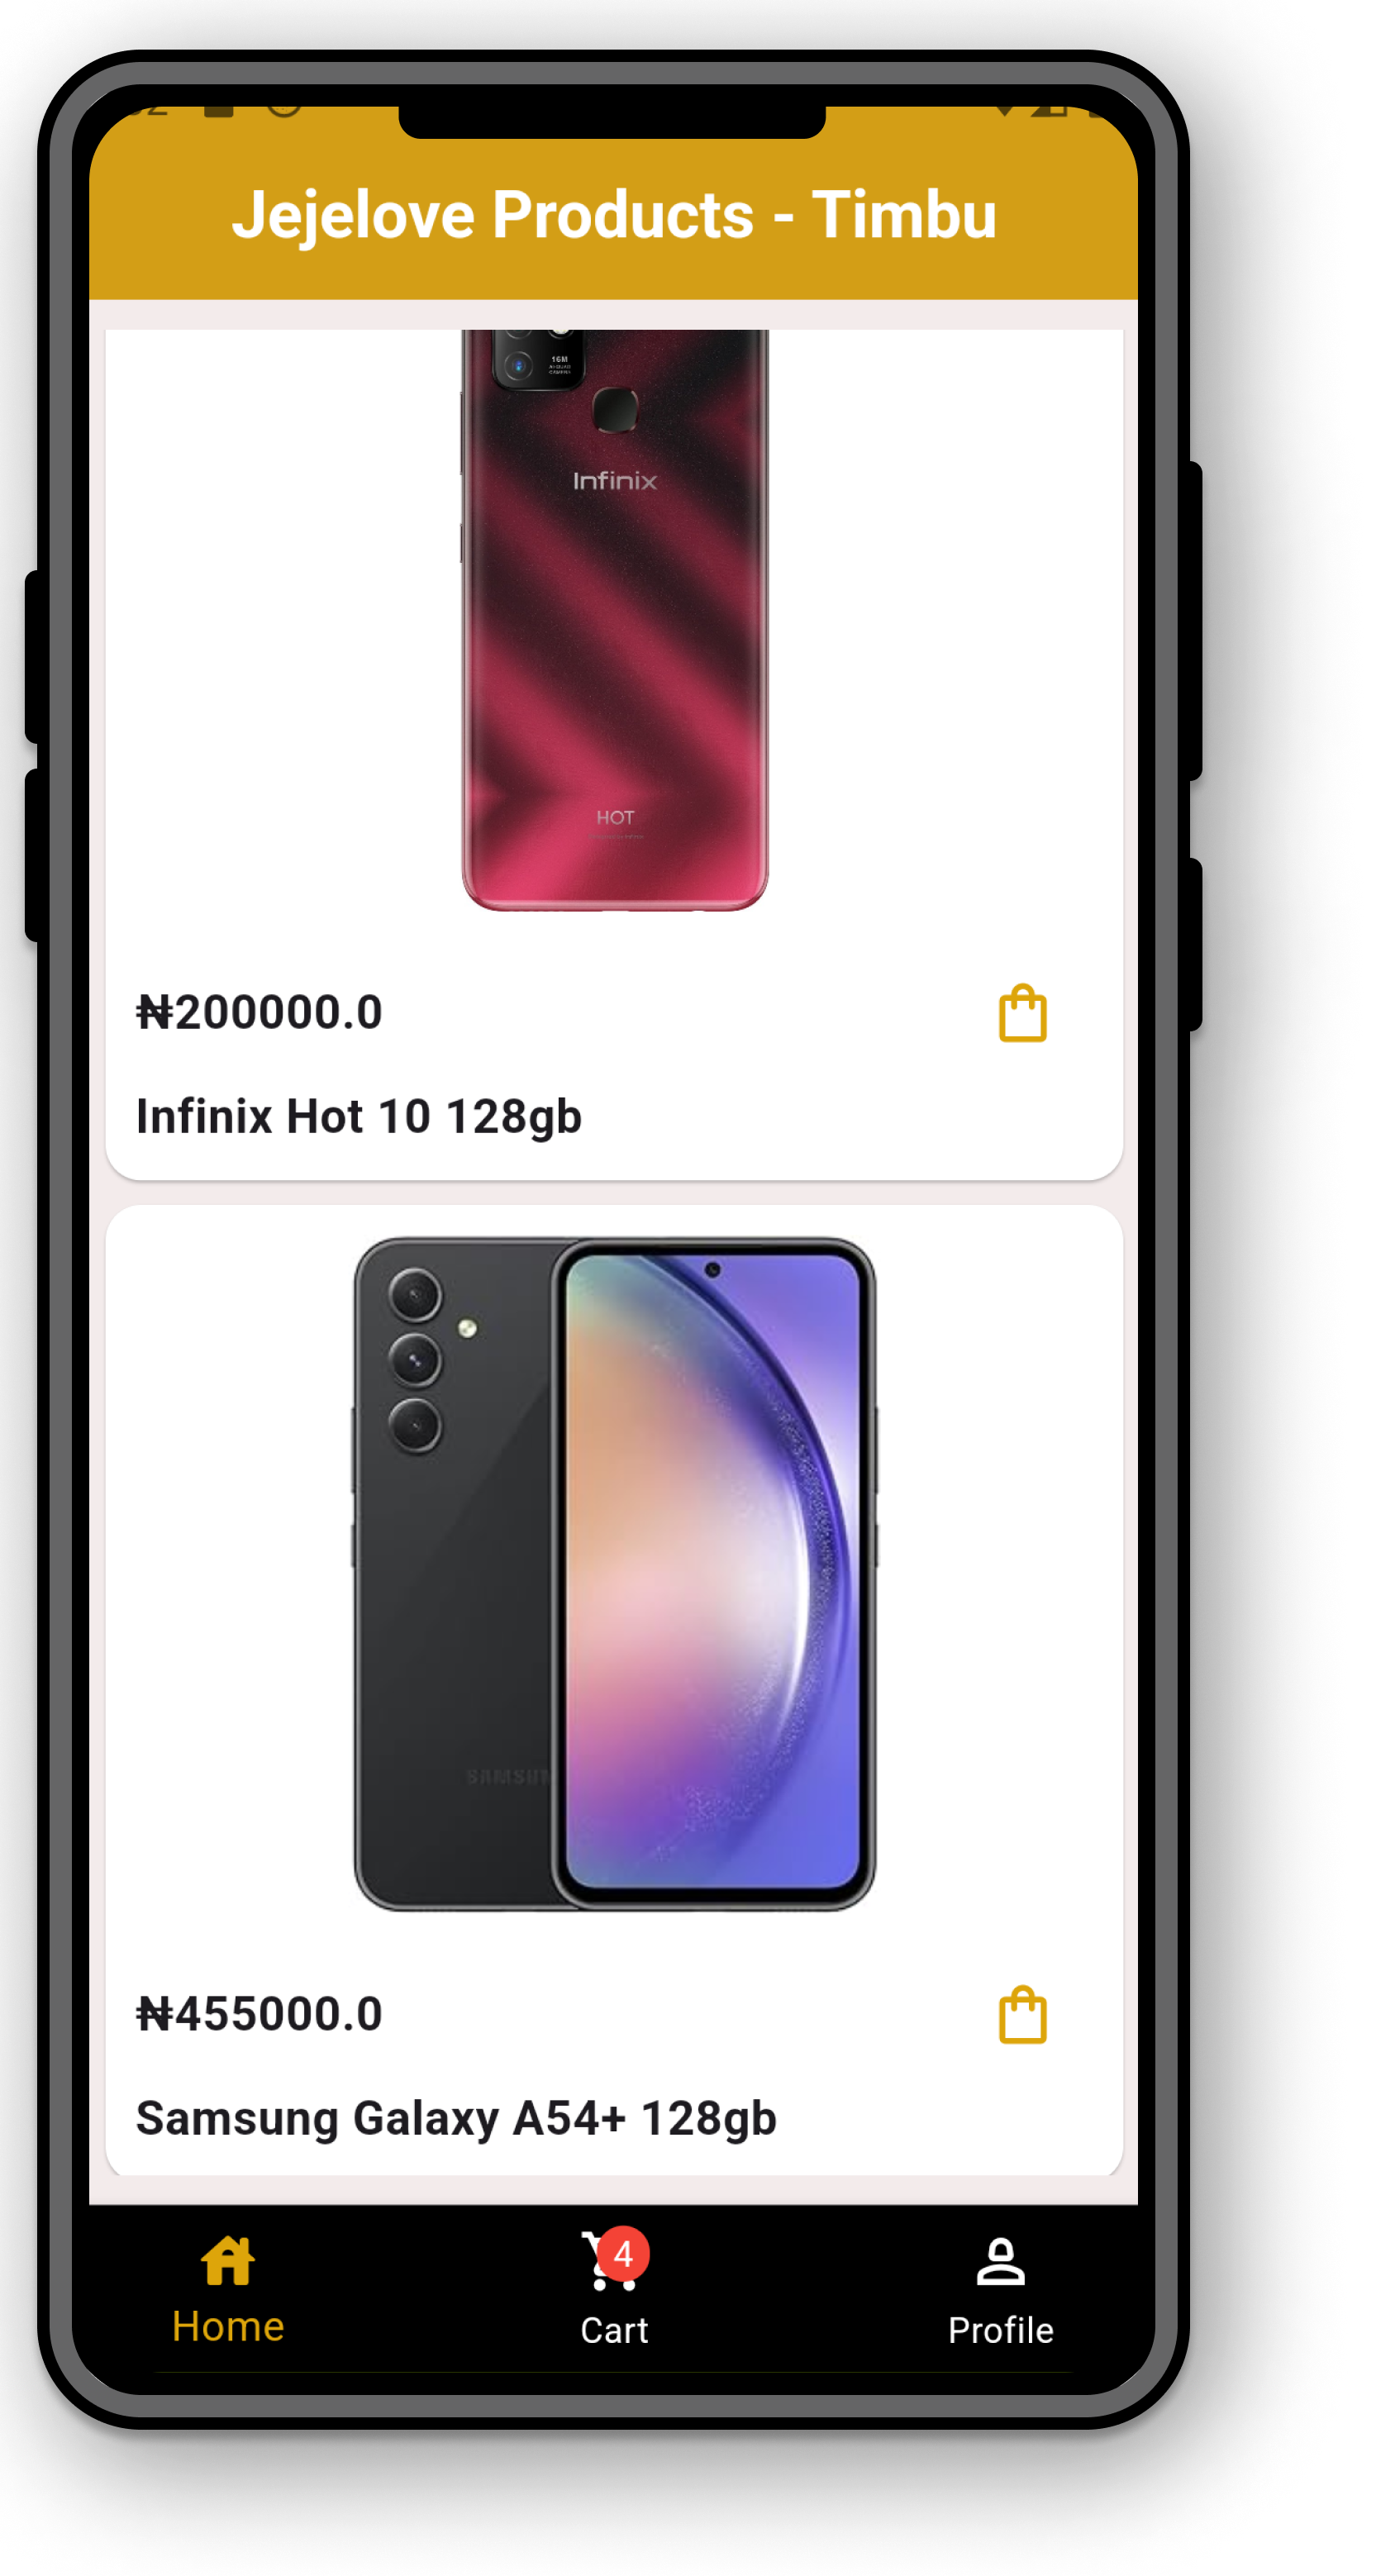 Jejelove Products - Timbu
16M
Infinix
HOT
₦200000.0
Infinix Hot 10 128gb
SAMSUN
₦455000.0
Samsung Galaxy A54+ 128gb
4
Home
Cart
Profile